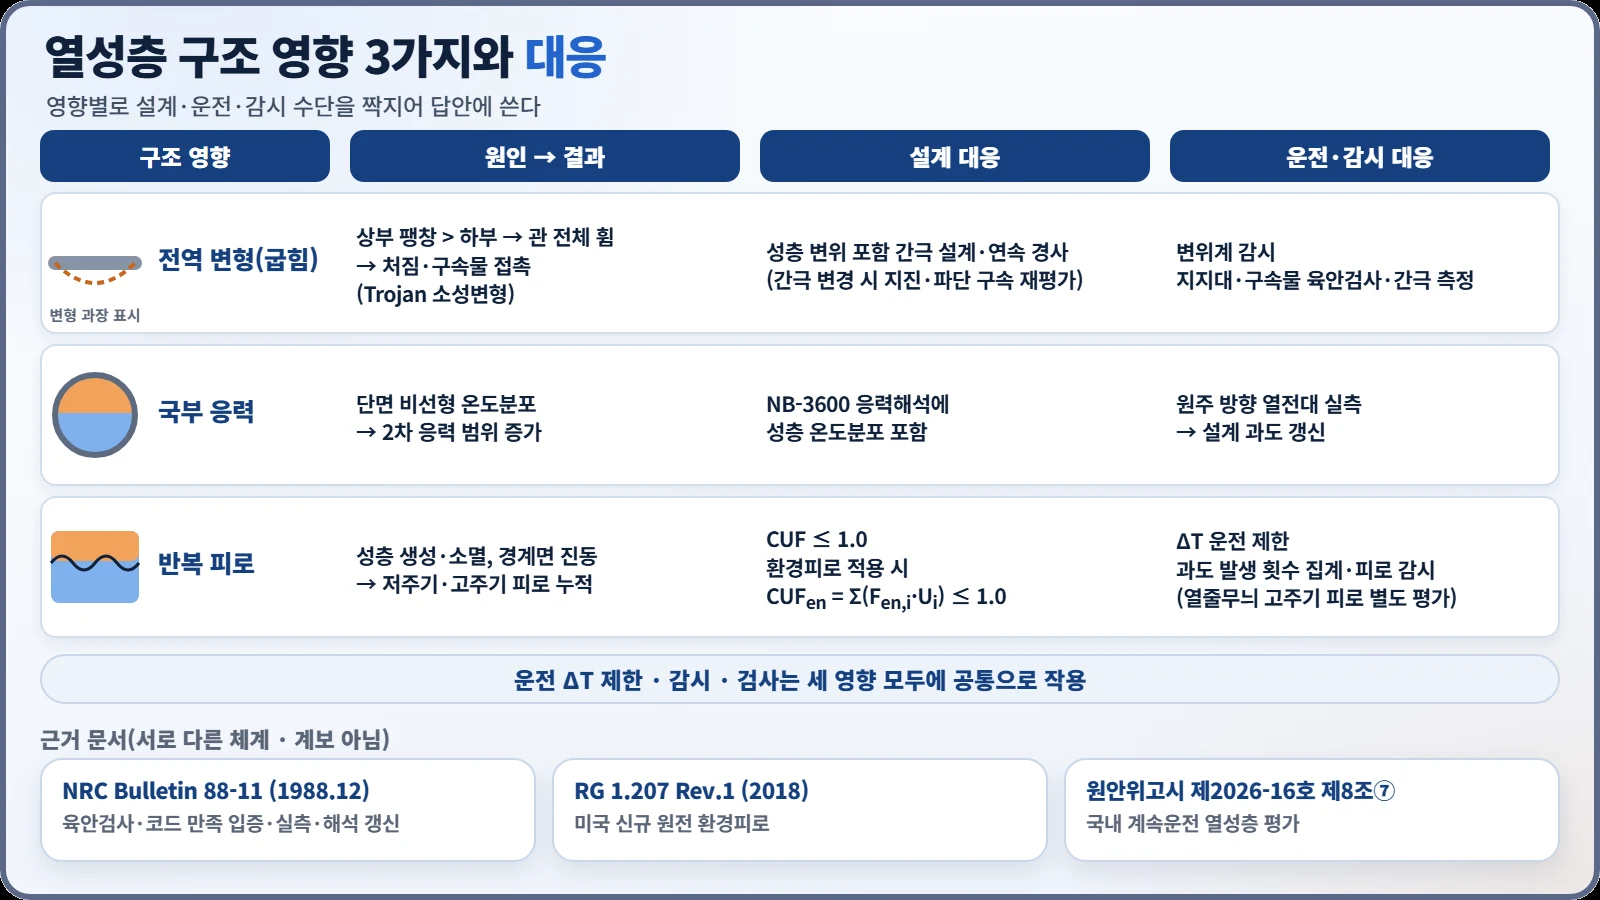 열성층 구조 영향 3가지와 대응
영향별로 설계·운전·감시 수단을 짝지어 답안에 쓴다
구조 영향
원인 → 결과
설계 대응
운전·감시 대응
변형 과장 표시
전역 변형(굽힘)
상부 팽창 > 하부 → 관 전체 휨
→ 처짐·구속물 접촉
(Trojan 소성변형)
성층 변위 포함 간극 설계·연속 경사
(간극 변경 시 지진·파단 구속 재평가)
변위계 감시
지지대·구속물 육안검사·간극 측정
국부 응력
단면 비선형 온도분포
→ 2차 응력 범위 증가
NB-3600 응력해석에
성층 온도분포 포함
원주 방향 열전대 실측
→ 설계 과도 갱신
반복 피로
성층 생성·소멸, 경계면 진동
→ 저주기·고주기 피로 누적
CUF ≤ 1.0
환경피로 적용 시
CUFen = Σ(Fen,i·Ui) ≤ 1.0
ΔT 운전 제한
과도 발생 횟수 집계·피로 감시
(열줄무늬 고주기 피로 별도 평가)
운전 ΔT 제한 · 감시 · 검사는 세 영향 모두에 공통으로 작용
근거 문서(서로 다른 체계 · 계보 아님)
NRC Bulletin 88-11 (1988.12)
육안검사·코드 만족 입증·실측·해석 갱신
RG 1.207 Rev.1 (2018)
미국 신규 원전 환경피로
원안위고시 제2026-16호 제8조⑦
국내 계속운전 열성층 평가